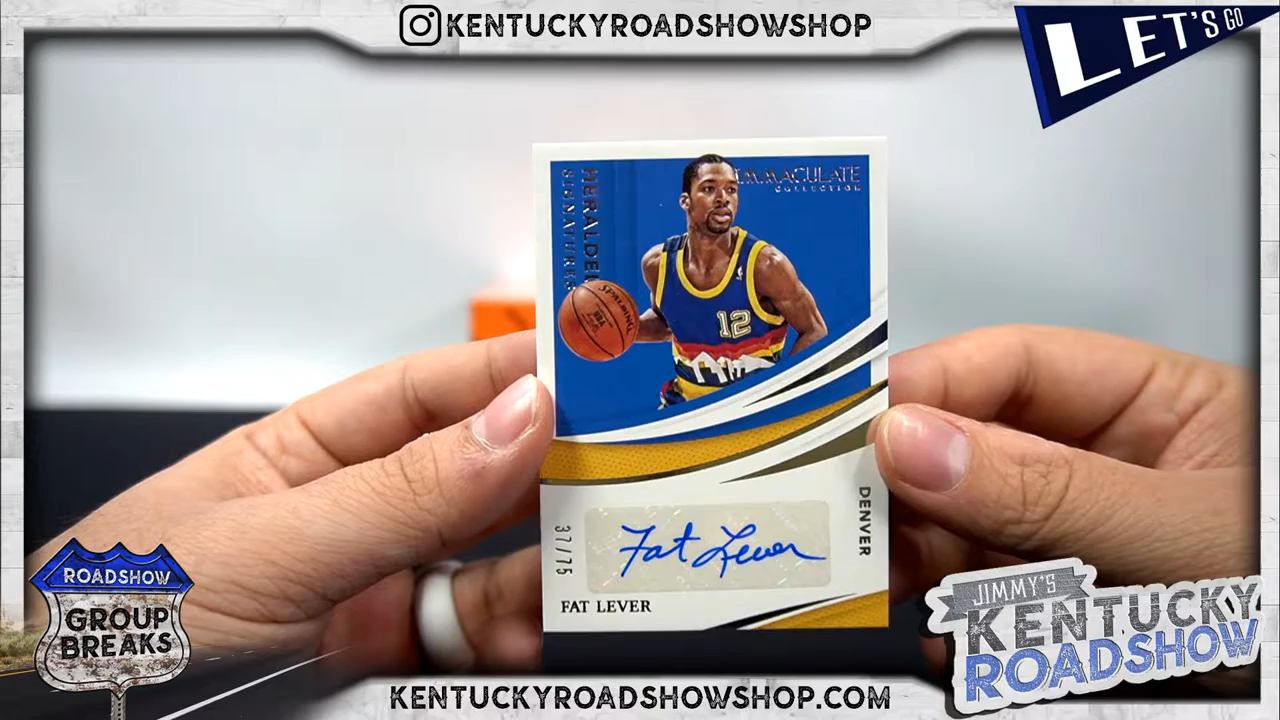 KENTUCKYROADSHOWSHOP
LET'S GO
IMMACULATE
COLLECTION
SIGNATURES
SPALDING
NBA
12
DENVER
37/75
Fat Lever
FAT LEVER
ROADSHOW
GROUP
BREAKS
JIMMY'S
KENTUCKY
ROADSHOW
KENTUCKYROADSHOWSHOP.COM